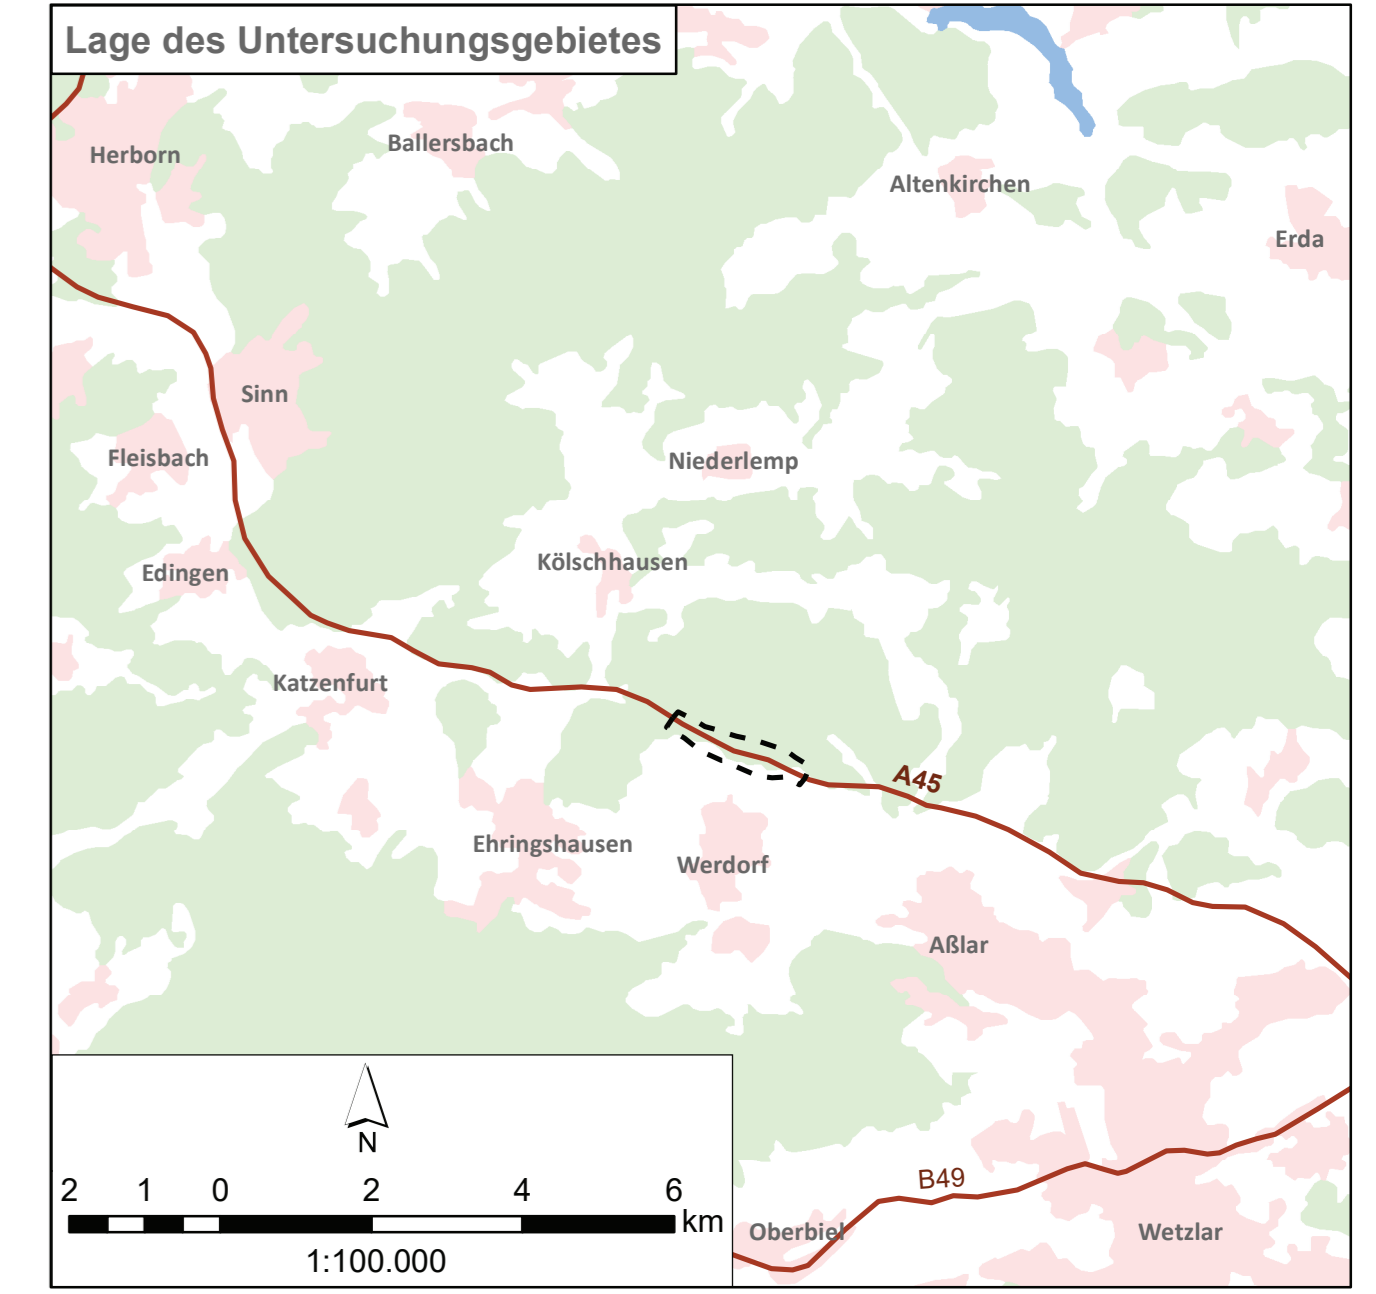 Lage des Untersuchungsgebietes
Herborn
Ballersbach
Altenkirchen
Erda
Sinn
Fleisbach
Niederlemp
Edingen
Kölschhausen
Katzenfurt
A45
Ehringshausen
Werdorf
Aßlar
N
2 1 0 2 4 6
km
1:100.000
B49
Oberbiel
Wetzlar